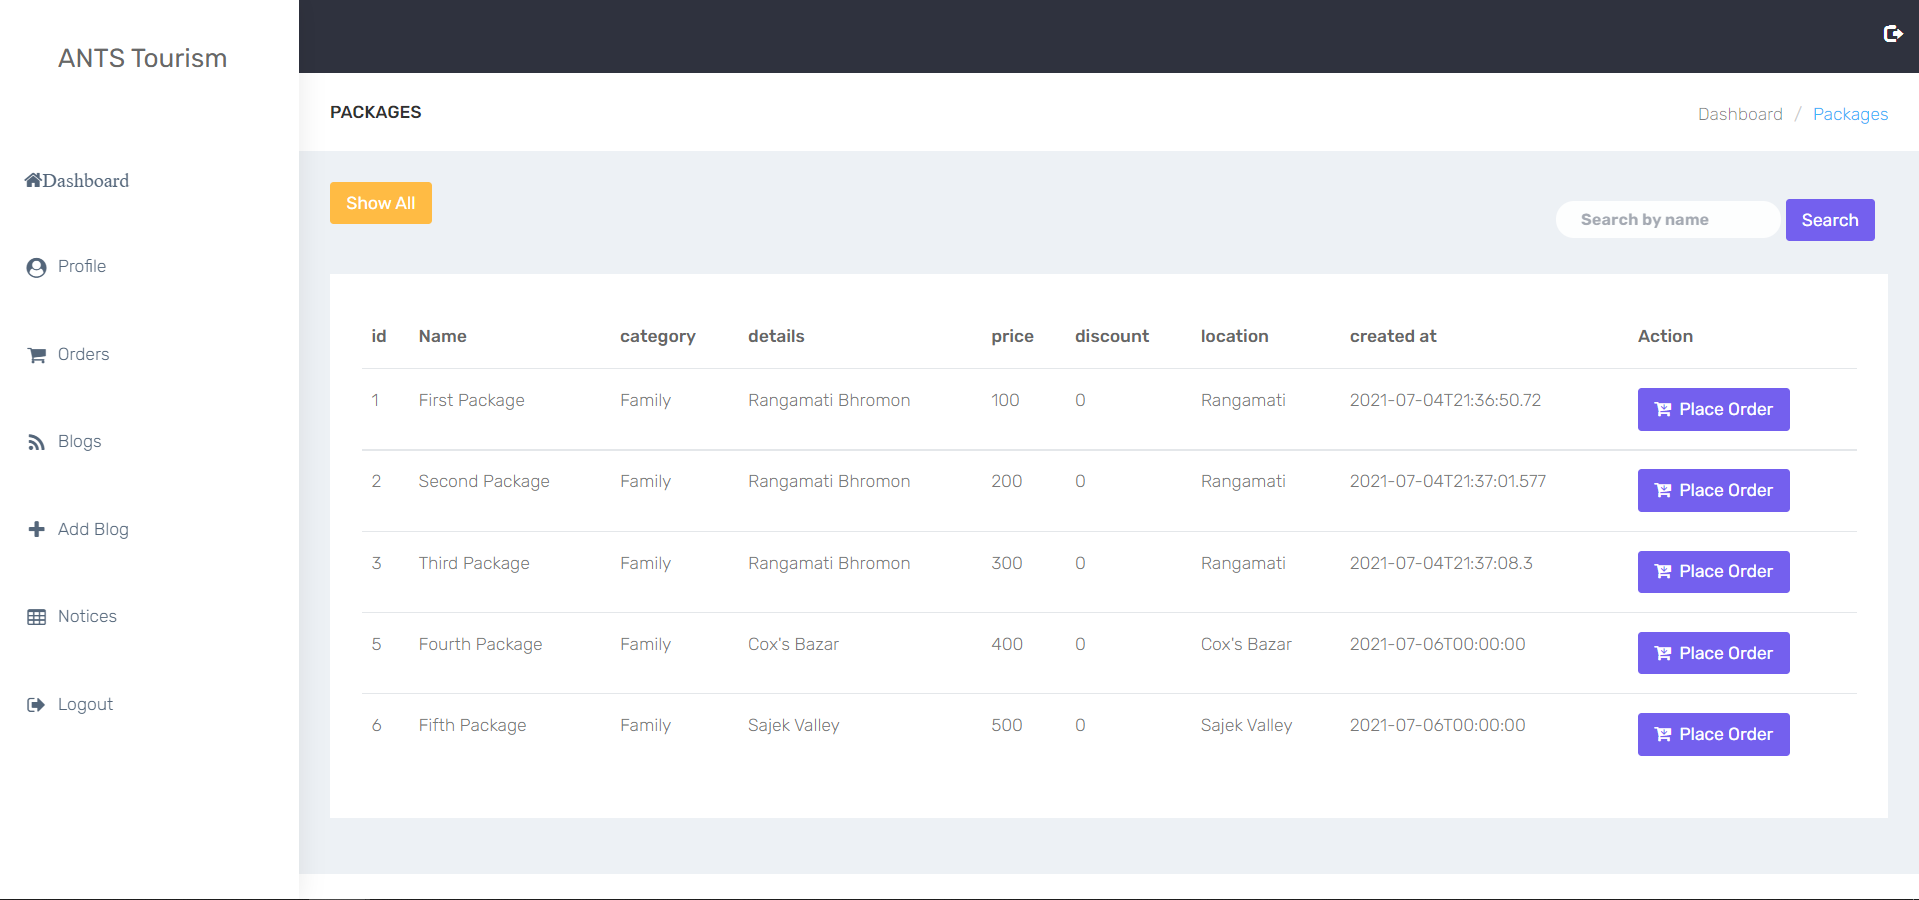 ANTS Tourism
Dashboard
Profile
Orders
Blogs
Add Blog
Notices
Logout
PACKAGES
Dashboard / Packages
Show All
Search by name Search
id Name category details price discount location created at Action
1 First Package Family Rangamati Bhromon 100 0 Rangamati 2021-07-04T21:36:50.72 Place Order
2 Second Package Family Rangamati Bhromon 200 0 Rangamati 2021-07-04T21:37:01.577 Place Order
3 Third Package Family Rangamati Bhromon 300 0 Rangamati 2021-07-04T21:37:08.3 Place Order
5 Fourth Package Family Cox's Bazar 400 0 Cox's Bazar 2021-07-06T00:00:00 Place Order
6 Fifth Package Family Sajek Valley 500 0 Sajek Valley 2021-07-06T00:00:00 Place Order